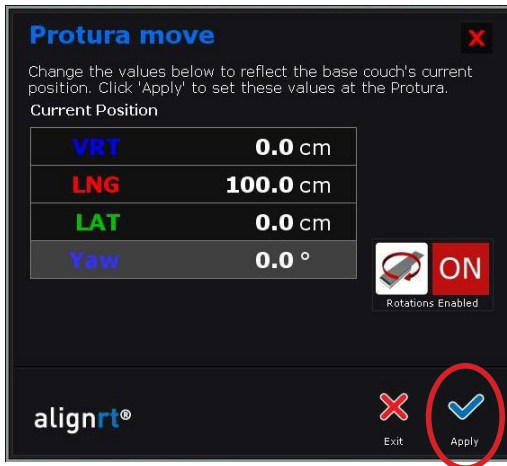 Protura move
X
Change the values below to reflect the base couch's current
position. Click 'Apply' to set these values at the Protura.
Current Position
VRT 0.0 cm
LNG 100.0 cm
LAT 0.0 cm
Yaw 0.0 °
ON
Rotations Enabled
alignrt®
Exit Apply